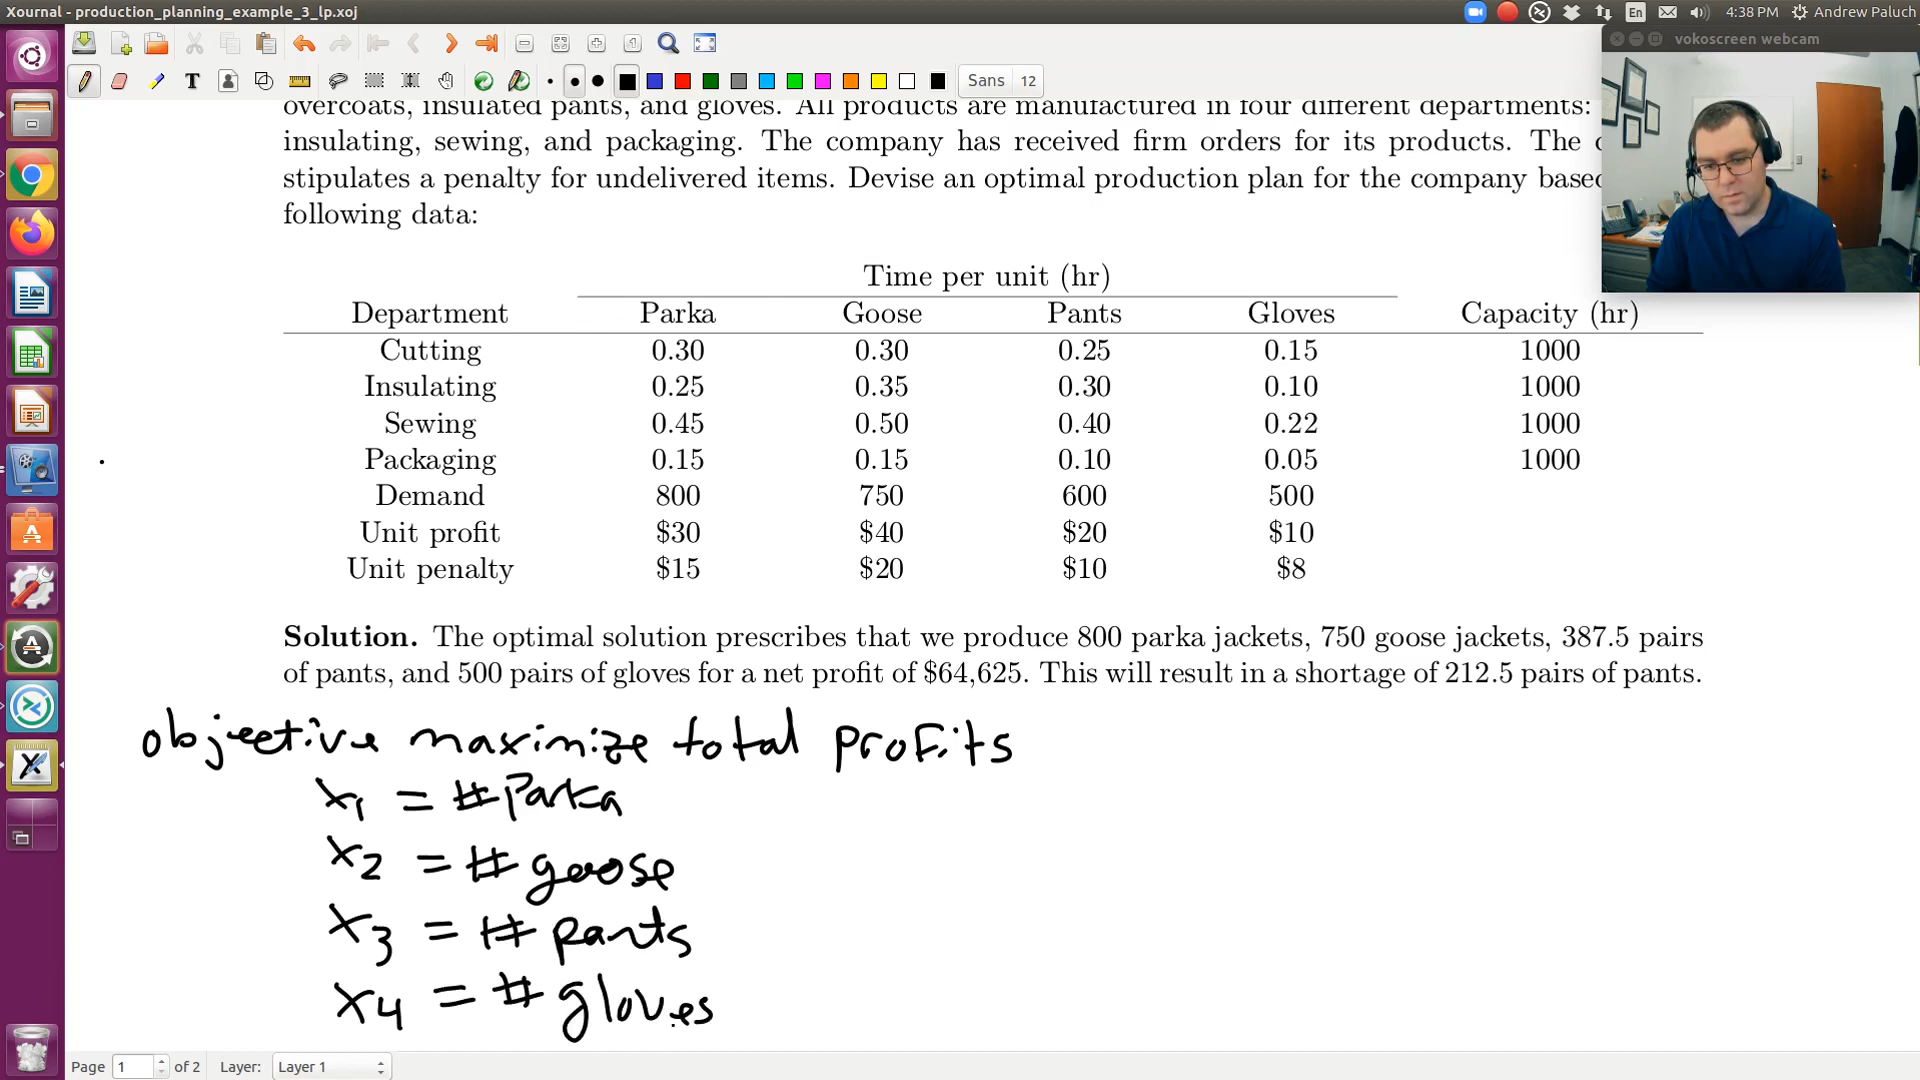 Xournal - production_planning_example_3_lp.xoj
En
4:38 PM
Andrew Paluch
vokoscreen webcam
Sans 12
overcoats, insulated pants, and gloves. All products are manufactured in four different departments:
insulating, sewing, and packaging. The company has received firm orders for its products. The
stipulates a penalty for undelivered items. Devise an optimal production plan for the company based
following data:
Time per unit (hr)
Department Parka Goose Pants Gloves Capacity (hr)
Cutting 0.30 0.30 0.25 0.15 1000
Insulating 0.25 0.35 0.30 0.10 1000
Sewing 0.45 0.50 0.40 0.22 1000
Packaging 0.15 0.15 0.10 0.05 1000
Demand 800 750 600 500
Unit profit $30 $40 $20 $10
Unit penalty $15 $20 $10 $8
Solution. The optimal solution prescribes that we produce 800 parka jackets, 750 goose jackets, 387.5 pairs
of pants, and 500 pairs of gloves for a net profit of $64,625. This will result in a shortage of 212.5 pairs of pants.
objective maximize total profits
x1 = #Parka
x2 = # goose
x3 = # pants
x4 = # gloves
Page 1 of 2 Layer: Layer 1